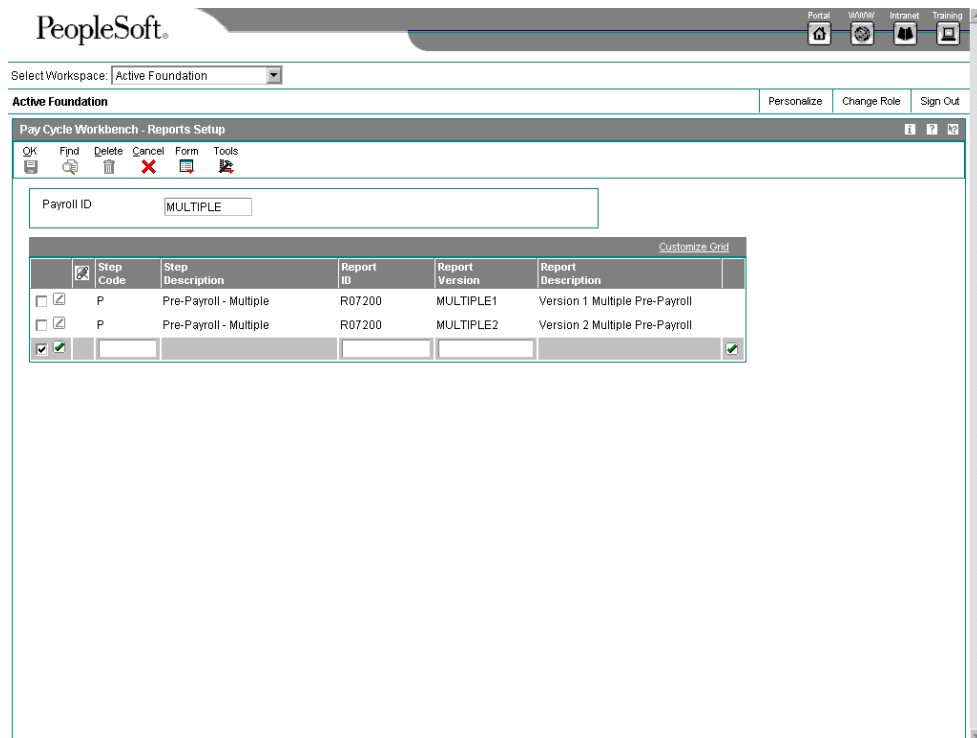 Portal WWW Intranet Training
PeopleSoft®
Select Workspace: Active Foundation
Active Foundation Personalize Change Role Sign Out
Pay Cycle Workbench - Reports Setup i ? ?
OK Find Delete Cancel Form Tools
Payroll ID MULTIPLE
Customize Grid
Step Code Step Description Report ID Report Version Report Description
P Pre-Payroll - Multiple R07200 MULTIPLE1 Version 1 Multiple Pre-Payroll
P Pre-Payroll - Multiple R07200 MULTIPLE2 Version 2 Multiple Pre-Payroll